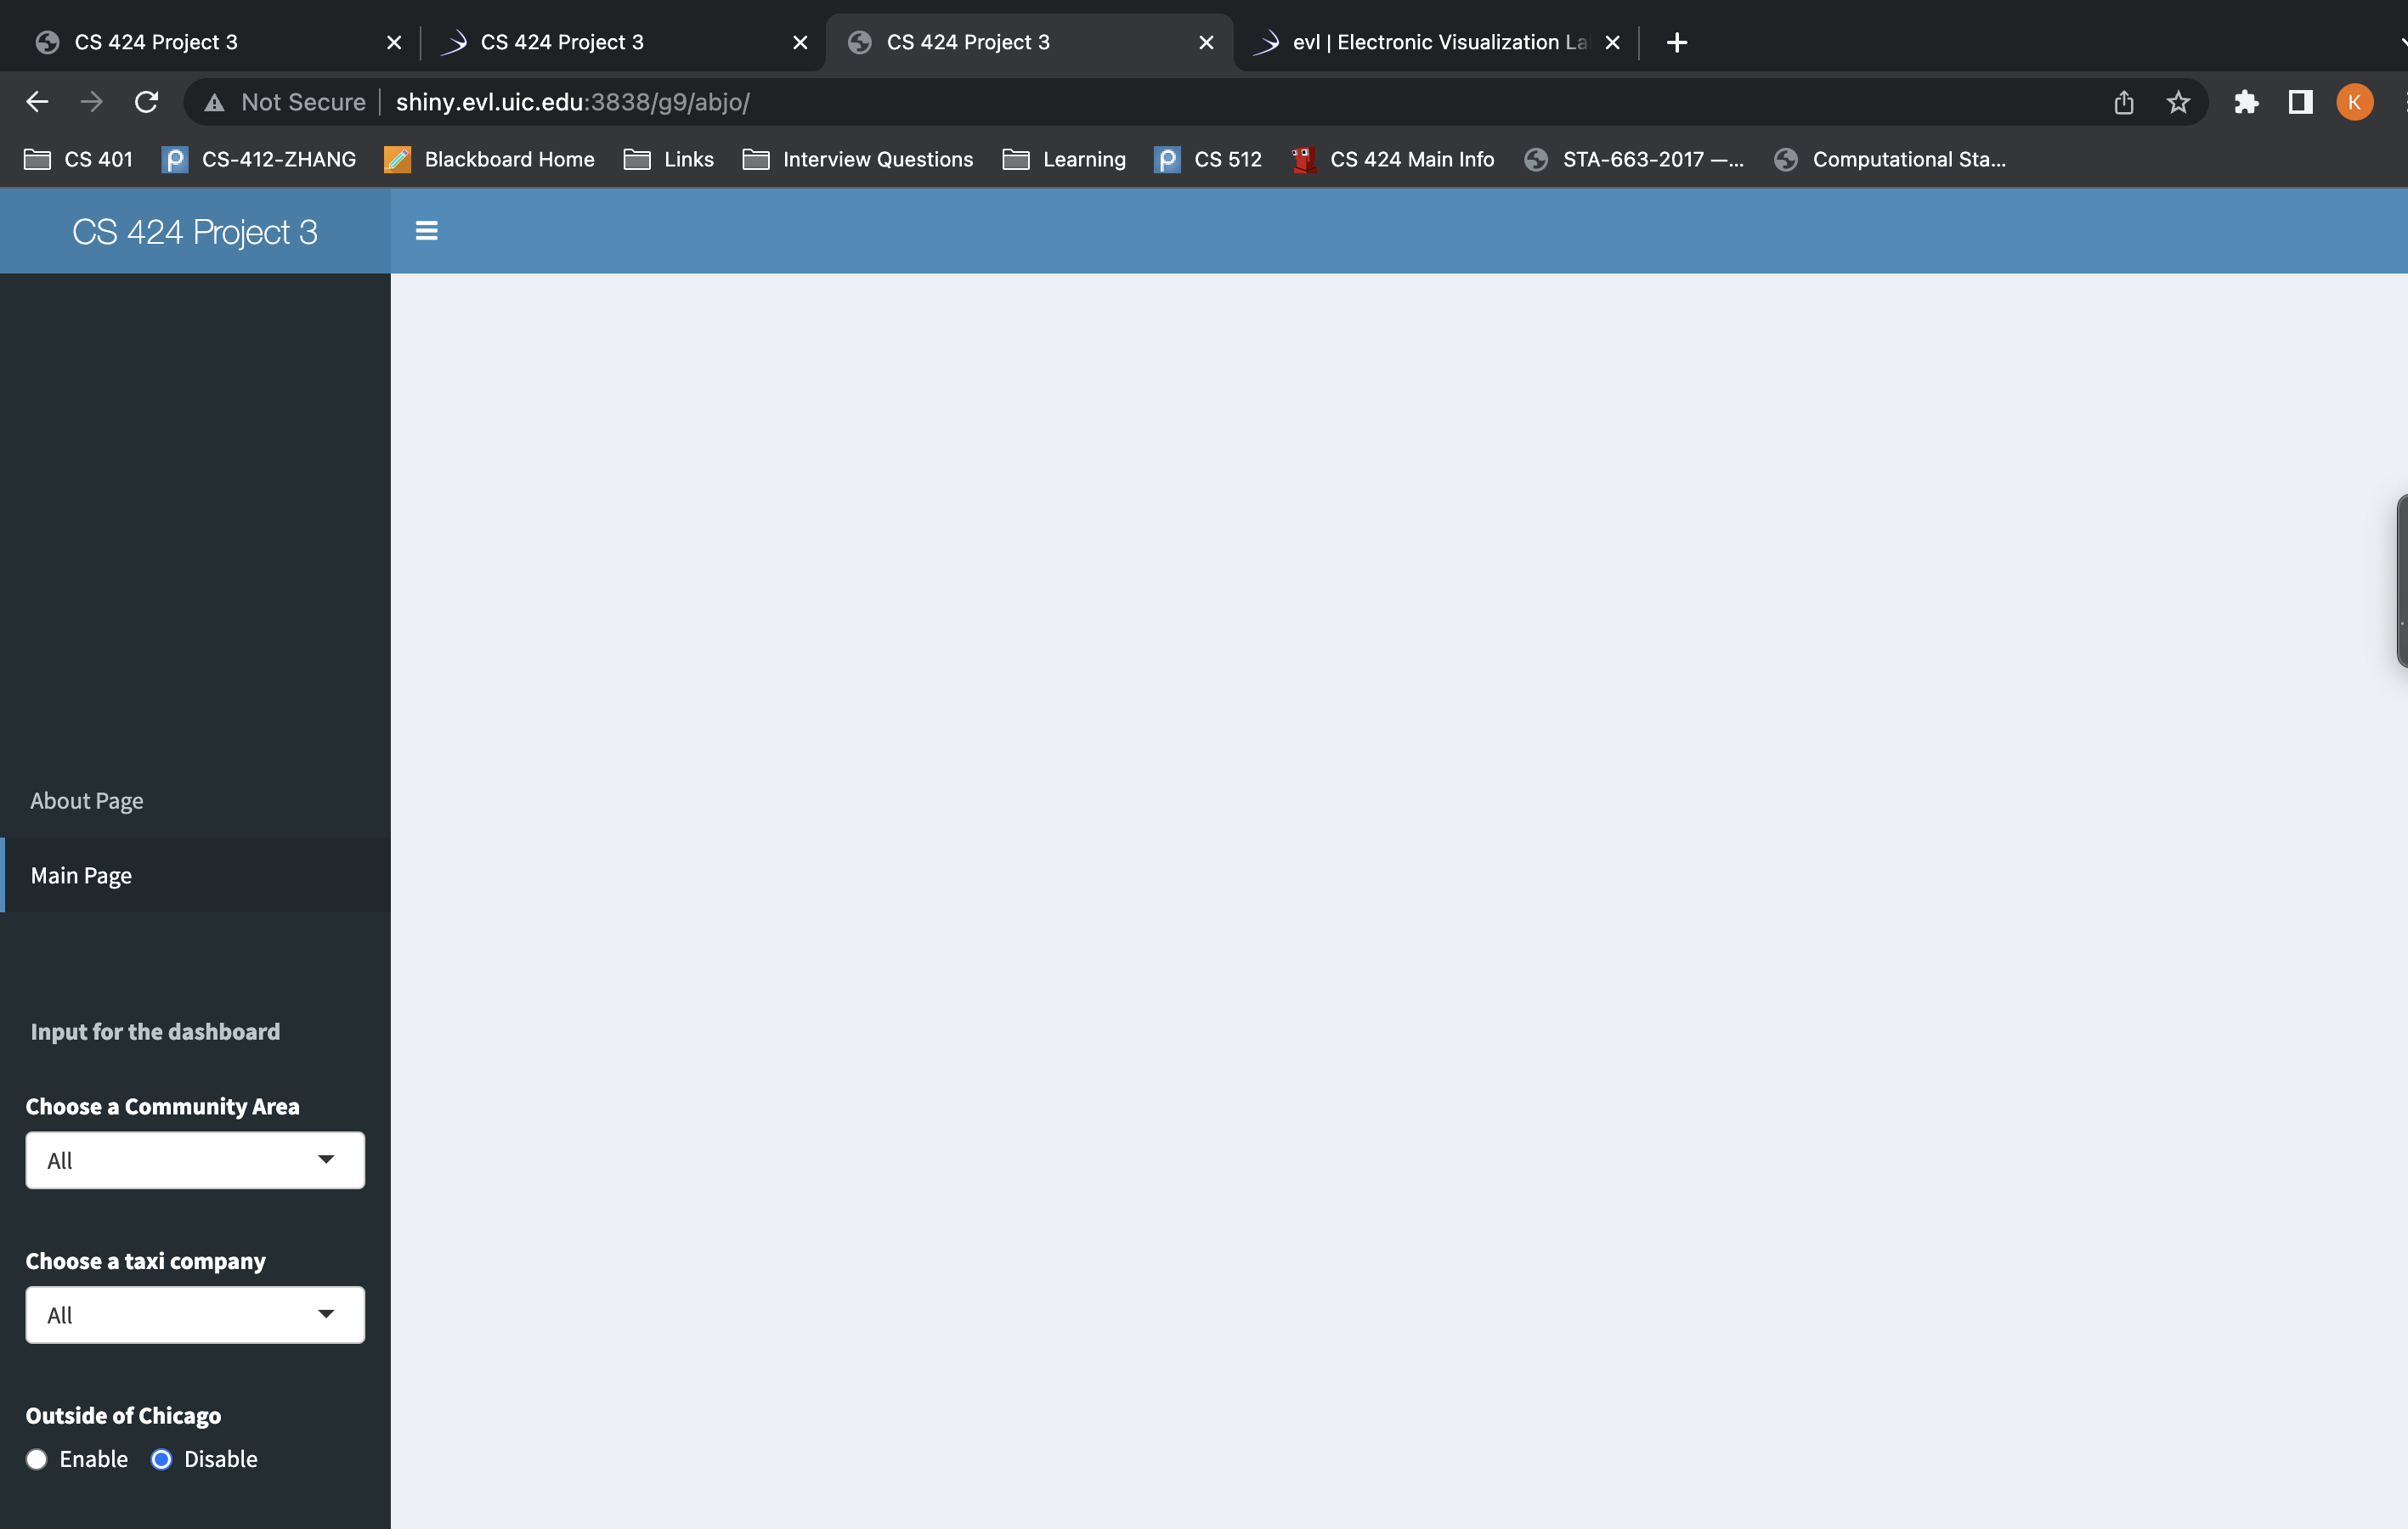 CS 424 Project 3
CS 424 Project 3
CS 424 Project 3
evl | Electronic Visualization La
Not Secure
shiny.evl.uic.edu:3838/g9/abjo/
K
CS 401
CS-412-ZHANG
Blackboard Home
Links
Interview Questions
Learning
CS 512
CS 424 Main Info
STA-663-2017 —...
Computational Sta...
CS 424 Project 3
About Page
Main Page
Input for the dashboard
Choose a Community Area
All
Choose a taxi company
All
Outside of Chicago
Enable Disable